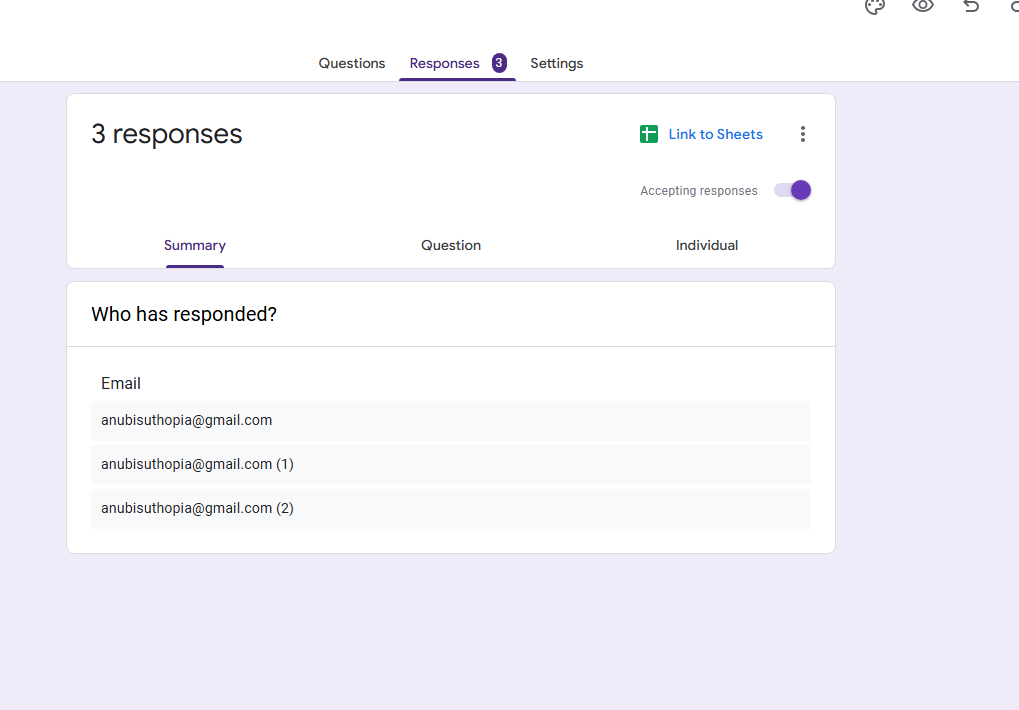 Questions Responses 3 Settings
3 responses
Link to Sheets
Accepting responses
Summary Question Individual
Who has responded?
Email
anubisuthopia@gmail.com
anubisuthopia@gmail.com (1)
anubisuthopia@gmail.com (2)